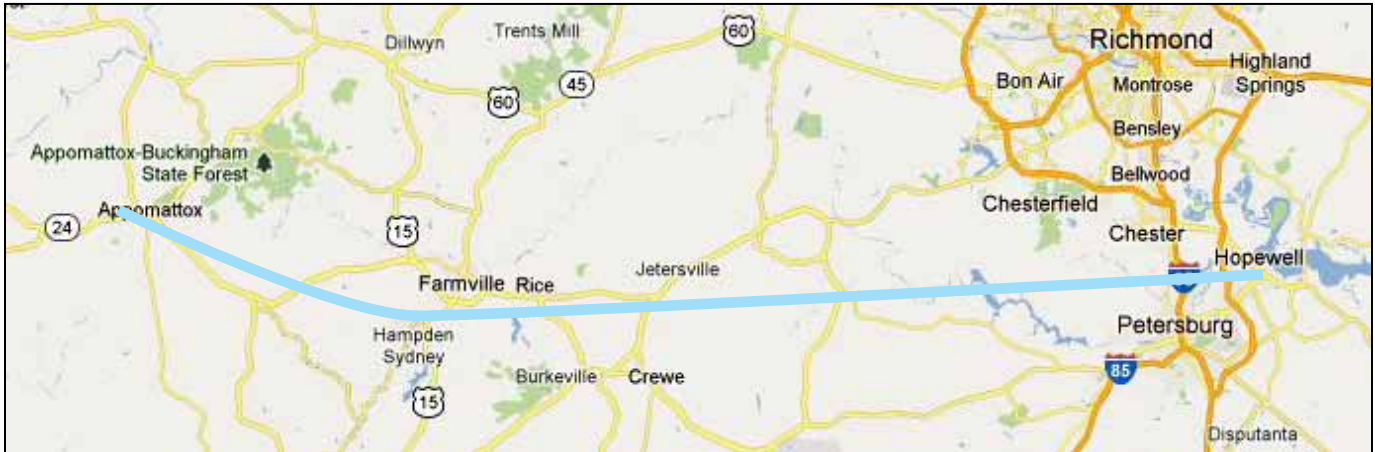 60
Dillwyn
Trents Mill
60
Richmond
Highland
Springs
Bon Air
Montrose
45
60
Bensley
Appomattox-Buckingham
State Forest
Bellwood
Chesterfield
Appomattox
24
15
Chester
Hopewell
Jetersville
Farmville
Rice
Petersburg
Hampden
Sydney
Burkeville
Crewe
85
15
Disputanta